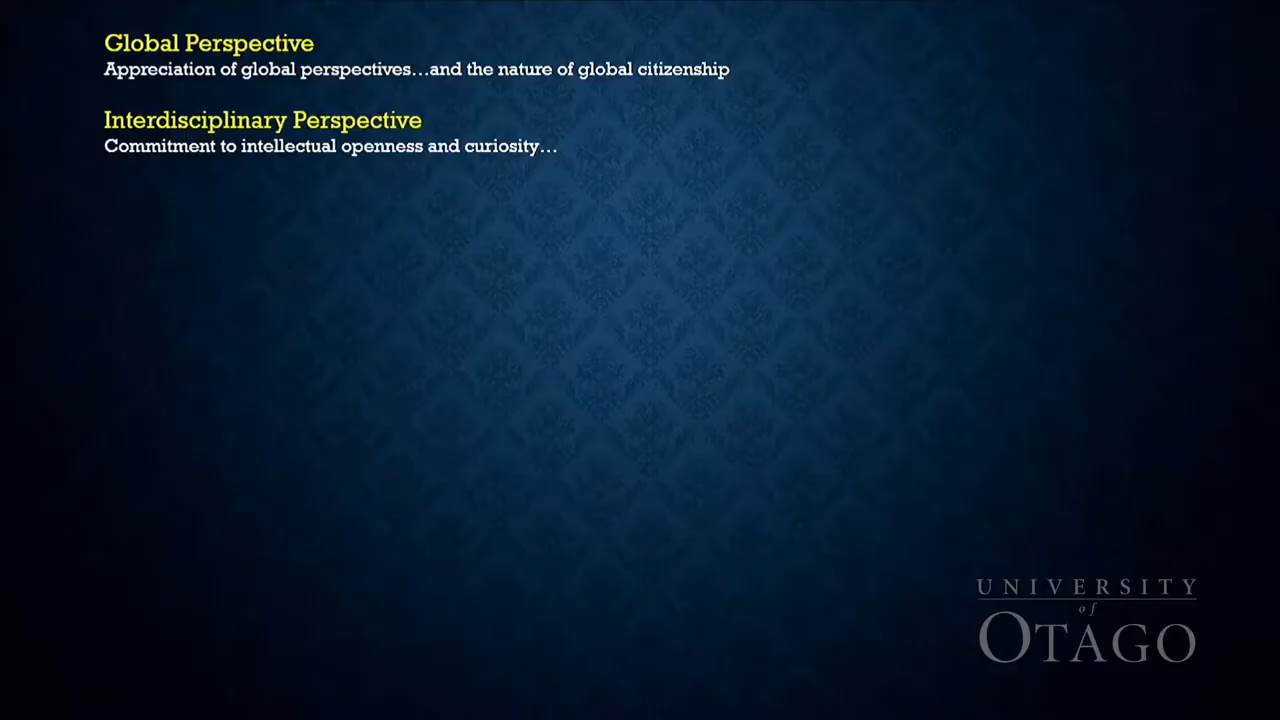 Global Perspective
Appreciation of global perspectives…and the nature of global citizenship
Interdisciplinary Perspective
Commitment to intellectual openness and curiosity…
UNIVERSITY
of
OTAGO